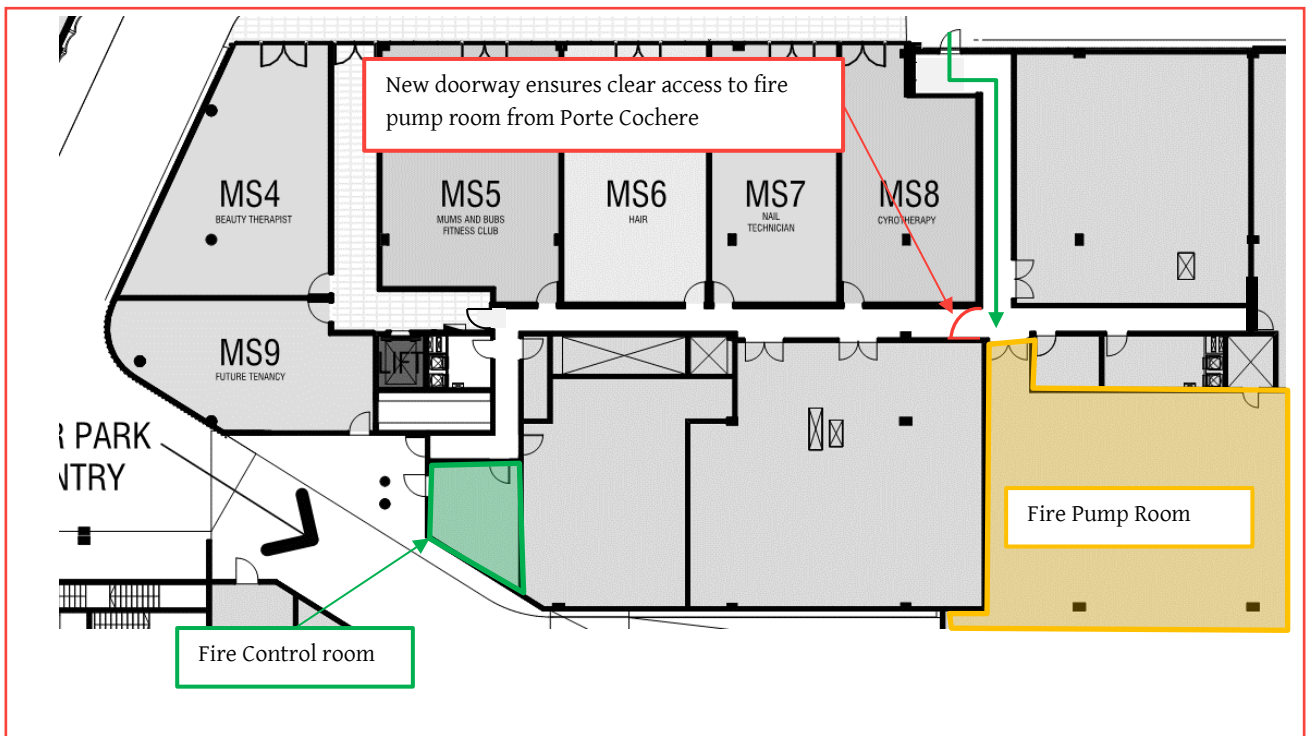 New doorway ensures clear access to fire
pump room from Porte Cochere
MS4
BEAUTY THERAPIST
MS5
MUMS AND BUBS
FITNESS CLUB
MS6
HAIR
MS7
NAIL
TECHNICIAN
MS8
CYROTHERAPY
MS9
FUTURE TENANCY
LIFT
R PARK
NTRY
Fire Pump Room
Fire Control room